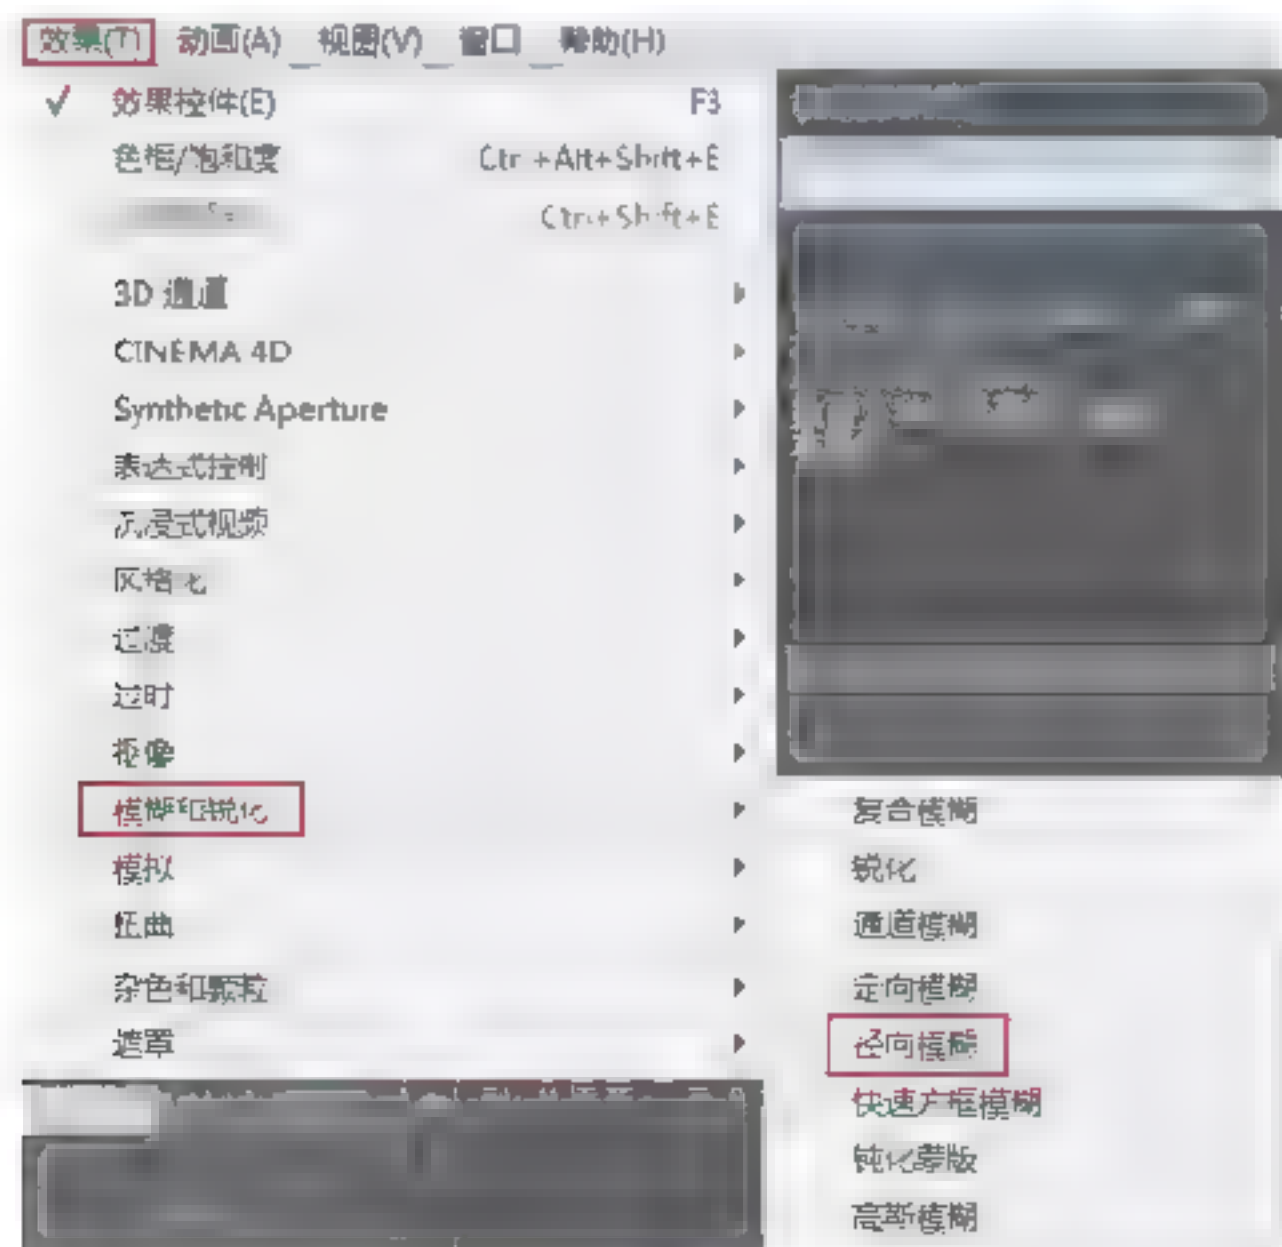 效果(T) 动画(A) 视图(V) 窗口 帮助(H)
效果控件(E) F3
色相/饱和度 Ctrl+Alt+Shift+E
Ctrl+Shift+E
3D 通道
CINEMA 4D
Synthetic Aperture
表达式控制
沉浸式视频
风格化
过渡
过时
抠像
模糊和锐化
复合模糊
模拟
锐化
扭曲
通道模糊
杂色和颗粒
定向模糊
遮罩
径向模糊
快速方框模糊
钝化蒙版
高斯模糊